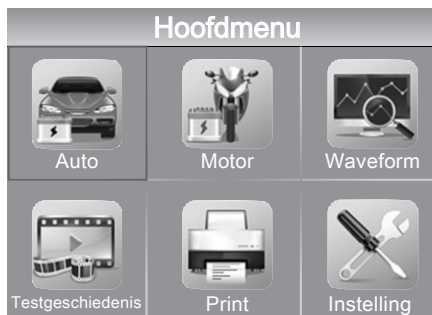 Hoofdmenu
Auto
Motor
Waveform
Testgeschiedenis
Print
Instelling